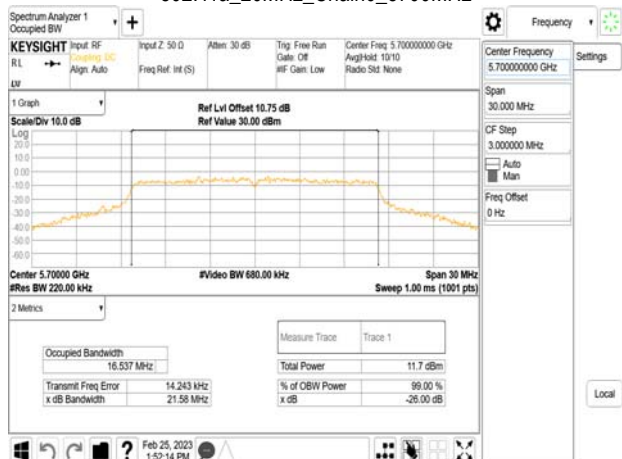 Spectrum Analyzer 1
Occupied BW
+
Frequency
KEYSIGHT Input: RF Input Z: 50 Ω Atten: 30 dB Trig: Free Run Center Freq: 5.700000000 GHz
RL Coupling: DC Gate: Off Avg|Hold: 10/10
Align: Auto Freq Ref: Int (S) #IF Gain: Low Radio Std: None
LXI
Center Frequency
5.700000000 GHz
Settings
Span
30.000 MHz
CF Step
3.000000 MHz
Auto
Man
Freq Offset
0 Hz
1 Graph
Ref Lvl Offset 10.75 dB
Scale/Div 10.0 dB Ref Value 30.00 dBm
Log
20.0
10.0
0.00
-10.0
-20.0
-30.0
-40.0
-50.0
-60.0
Center 5.70000 GHz #Video BW 680.00 kHz Span 30 MHz
#Res BW 220.00 kHz Sweep 1.00 ms (1001 pts)
2 Metrics
Measure Trace Trace 1
Occupied Bandwidth
16.537 MHz
Total Power 11.7 dBm
Transmit Freq Error 14.243 kHz % of OBW Power 99.00 %
x dB Bandwidth 21.58 MHz x dB -26.00 dB
Local
?
Feb 25, 2023
1:52:14 PM